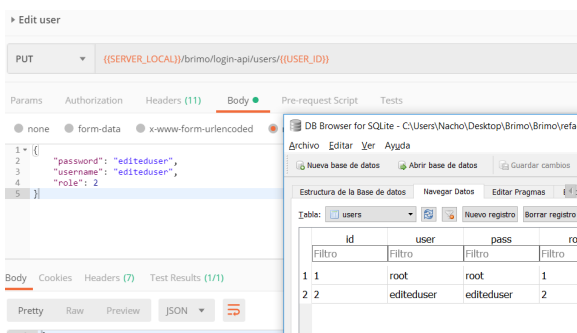 Edit user
PUT
{{SERVER_LOCAL}}/brimo/login-api/users/{{USER_ID}}
Params Authorization Headers (11) Body Pre-request Script Tests
none form-data x-www-form-urlencoded
1 {
2 "password": "editeduser",
3 "username": "editeduser",
4 "role": 2
5 }
Body Cookies Headers (7) Test Results (1/1)
Pretty Raw Preview JSON
DB Browser for SQLite - C:\Users\Nacho\Desktop\Brimo\Brimo\refa
Archivo Editar Ver Ayuda
Nueva base de datos Abrir base de datos Guardar cambios
Estructura de la Base de datos Navegar Datos Editar Pragmas
Tabla: users Nuevo registro Borrar registro
id user pass ro
Filtro Filtro Filtro Filtro
1 1 root root 1
2 2 editeduser editeduser 2